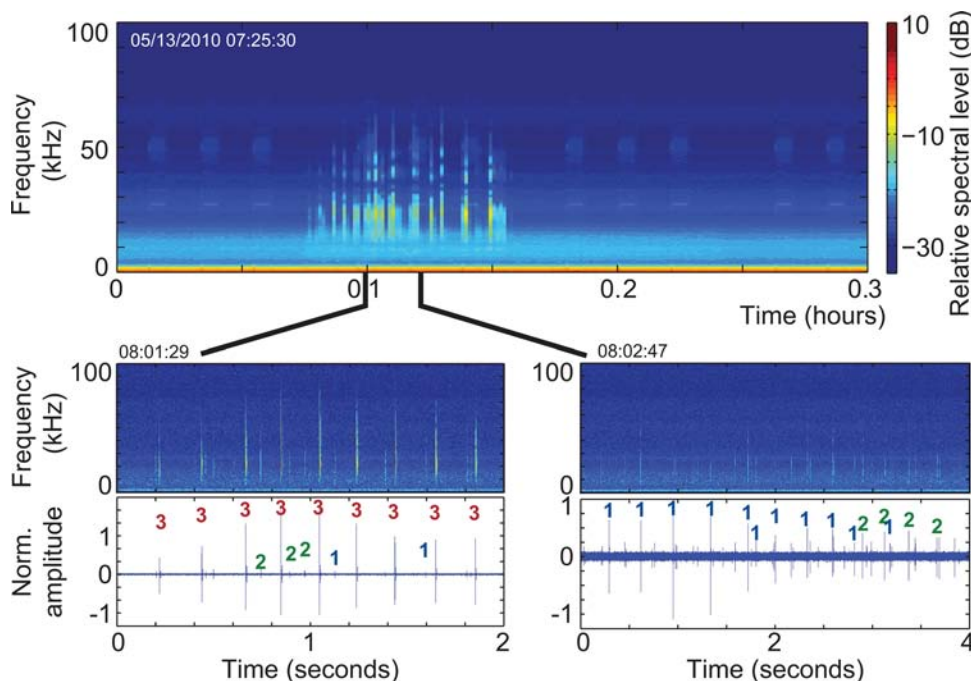 100
05/13/2010 07:25:30
50
0
Frequency
(kHz)
0
0.1
0.2
0.3
Time (hours)
10
-10
-30
Relative spectral level (dB)
08:01:29
100
0
Frequency
(kHz)
3 3 3 3 3 3 3 3 3
2 2 2 1 1
1
0
-1
Norm.
amplitude
0 1 2
Time (seconds)
08:02:47
100
0
1 1 1 1 1 1 1 1 1 1 1
2 2 2 2
1
0
-1
0 1 2 3 4
Time (seconds)